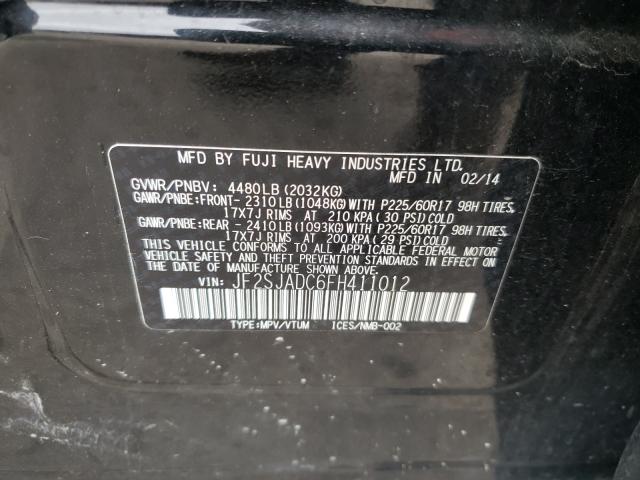 MFD BY FUJI HEAVY INDUSTRIES LTD.
MFD IN 02/14
GVWR/PNBV: 4480LB (2032KG)
GAWR/PNBE:FRONT- 2310LB (1048KG) WITH P225/60R17 98H TIRES,
17X7J RIMS AT 210 KPA (30 PSI) COLD
GAWR/PNBE:REAR - 2410LB (1093KG) WITH P225/60R17 98H TIRES,
17X7J RIMS AT 200 KPA (29 PSI) COLD
THIS VEHICLE CONFORMS TO ALL APPLICABLE FEDERAL MOTOR
VEHICLE SAFETY AND THEFT PREVENTION STANDARDS IN EFFECT
ON THE DATE OF MANUFACTURE SHOWN ABOVE.
VIN: JF2SJADC6FH411012
TYPE:MPV/VTUM ICES/NMB-002